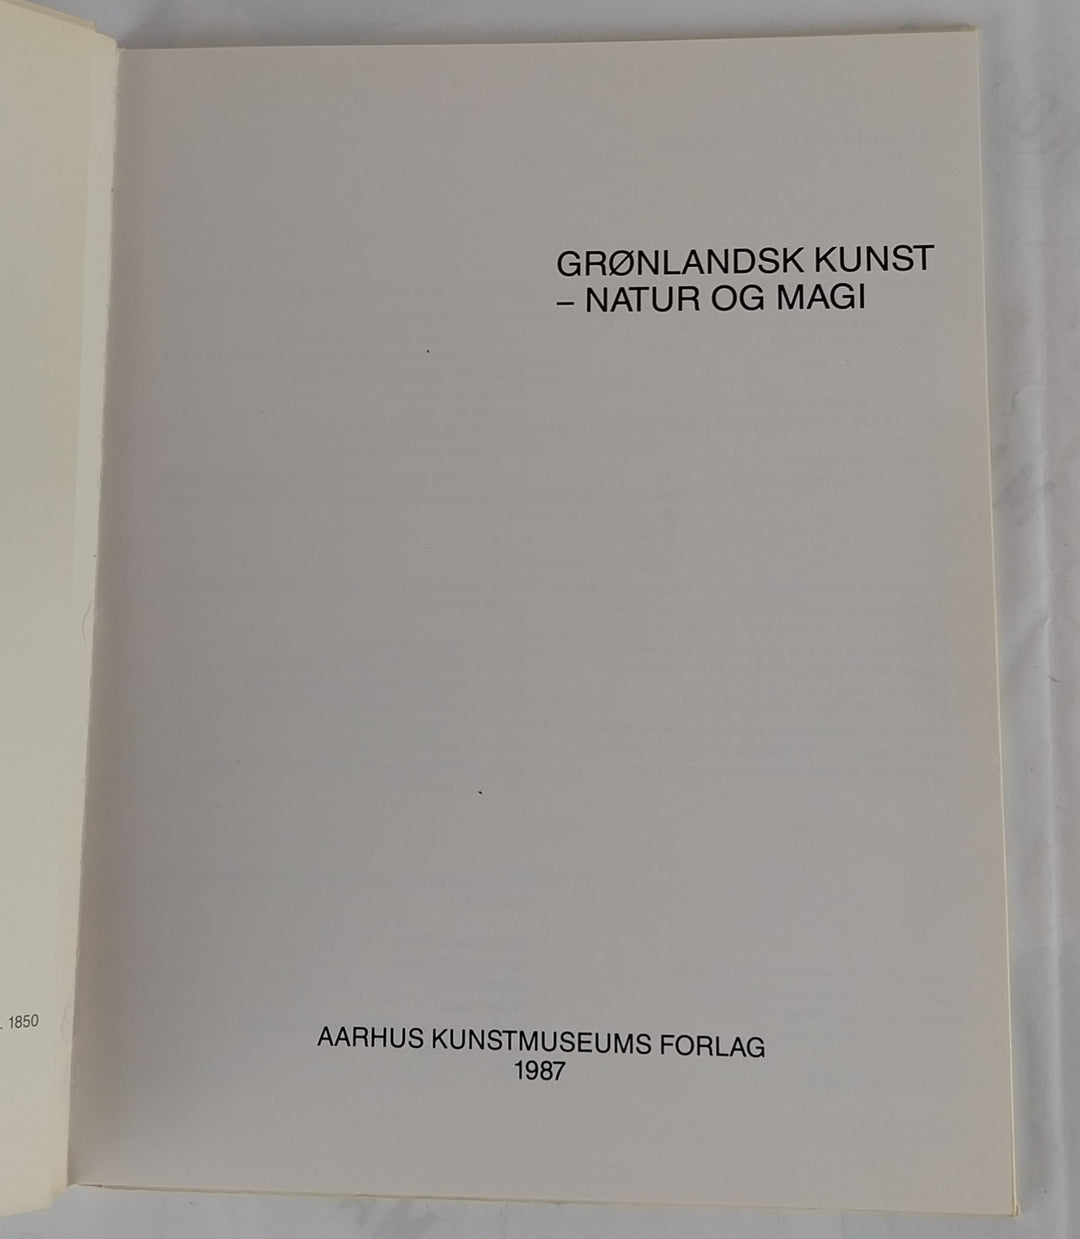 GRØNLANDSK KUNST
– NATUR OG MAGI
. 1850
AARHUS KUNSTMUSEUMS FORLAG
1987